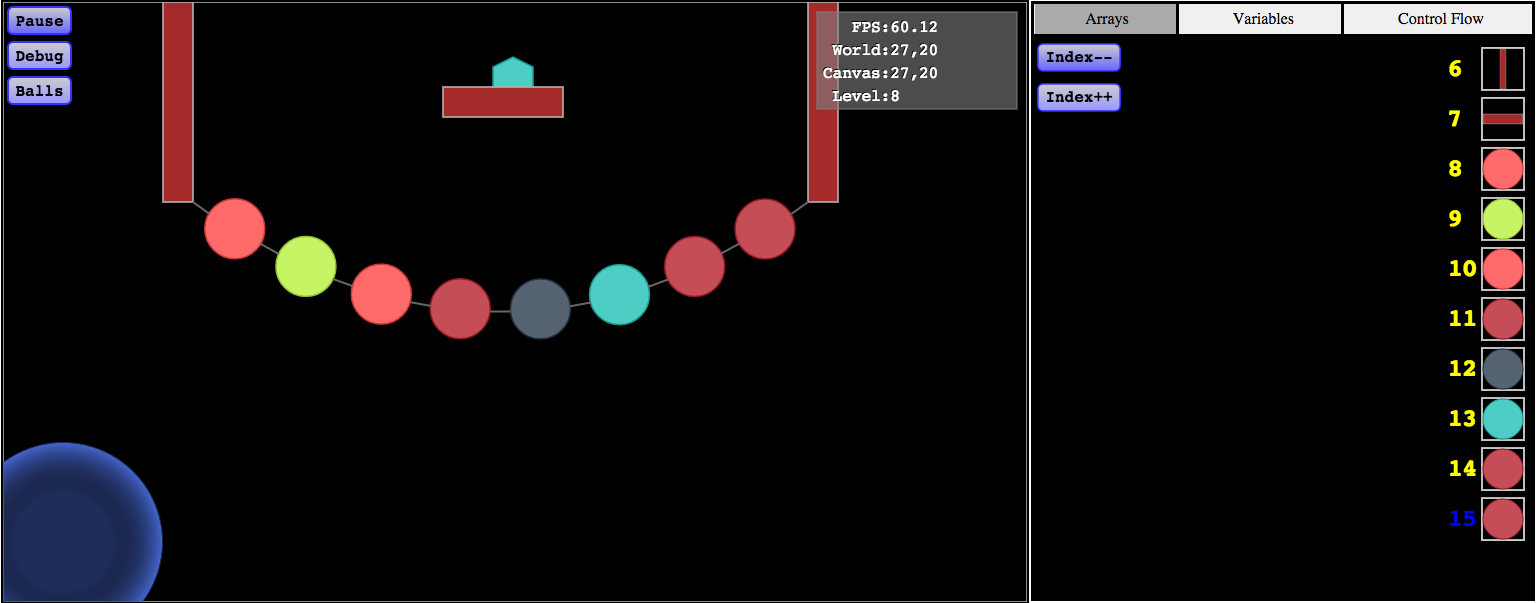 Pause
Debug
Balls
FPS:60.12
World:27,20
Canvas:27,20
Level:8
Arrays
Variables
Control Flow
Index--
Index++
6
7
8
9
10
11
12
13
14
15